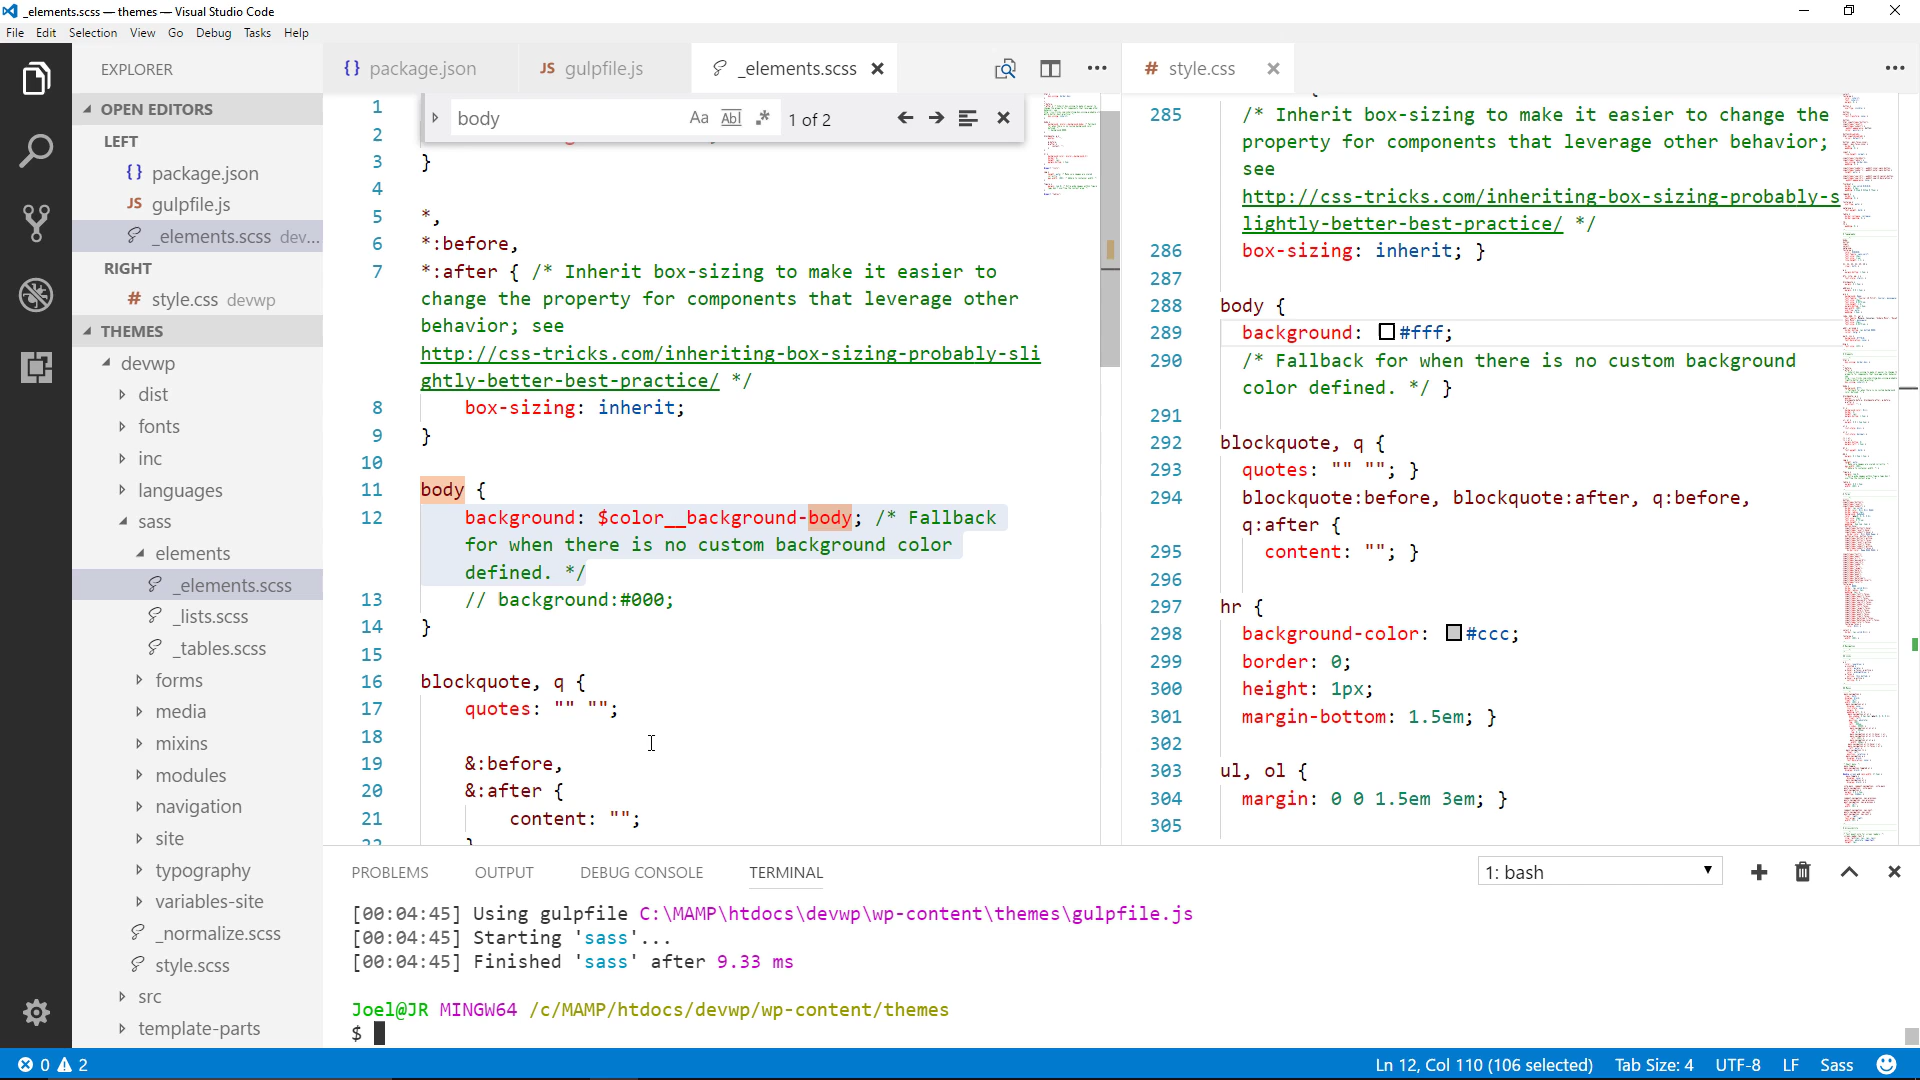 _elements.scss — themes — Visual Studio Code
File Edit Selection View Go Debug Tasks Help
EXPLORER
OPEN EDITORS
LEFT
{} package.json
JS gulpfile.js
_elements.scss dev...
RIGHT
# style.css devwp
THEMES
devwp
dist
fonts
inc
languages
sass
elements
_elements.scss
_lists.scss
_tables.scss
forms
media
mixins
modules
navigation
site
typography
variables-site
_normalize.scss
style.scss
src
template-parts
{} package.json JS gulpfile.js _elements.scss
body Aa Abl .* 1 of 2
1
2
3 }
4
5 *,
6 *:before,
7 *:after { /* Inherit box-sizing to make it easier to
change the property for components that leverage other
behavior; see
http://css-tricks.com/inheriting-box-sizing-probably-sli
ghtly-better-best-practice/ */
8 box-sizing: inherit;
9 }
10
11 body {
12 background: $color__background-body; /* Fallback
for when there is no custom background color
defined. */
13 // background:#000;
14 }
15
16 blockquote, q {
17 quotes: "" "";
18
19 &:before,
20 &:after {
21 content: "";
22 }
# style.css
285 /* Inherit box-sizing to make it easier to change the
property for components that leverage other behavior;
see
http://css-tricks.com/inheriting-box-sizing-probably-s
lightly-better-best-practice/ */
286 box-sizing: inherit; }
287
288 body {
289 background: #fff;
290 /* Fallback for when there is no custom background
color defined. */ }
291
292 blockquote, q {
293 quotes: "" ""; }
294 blockquote:before, blockquote:after, q:before,
q:after {
295 content: ""; }
296
297 hr {
298 background-color: #ccc;
299 border: 0;
300 height: 1px;
301 margin-bottom: 1.5em; }
302
303 ul, ol {
304 margin: 0 0 1.5em 3em; }
305
PROBLEMS OUTPUT DEBUG CONSOLE TERMINAL 1: bash
[00:04:45] Using gulpfile C:\MAMP\htdocs\devwp\wp-content\themes\gulpfile.js
[00:04:45] Starting 'sass'...
[00:04:45] Finished 'sass' after 9.33 ms
Joel@JR MINGW64 /c/MAMP/htdocs/devwp/wp-content/themes
$
0 2 Ln 12, Col 110 (106 selected) Tab Size: 4 UTF-8 LF Sass